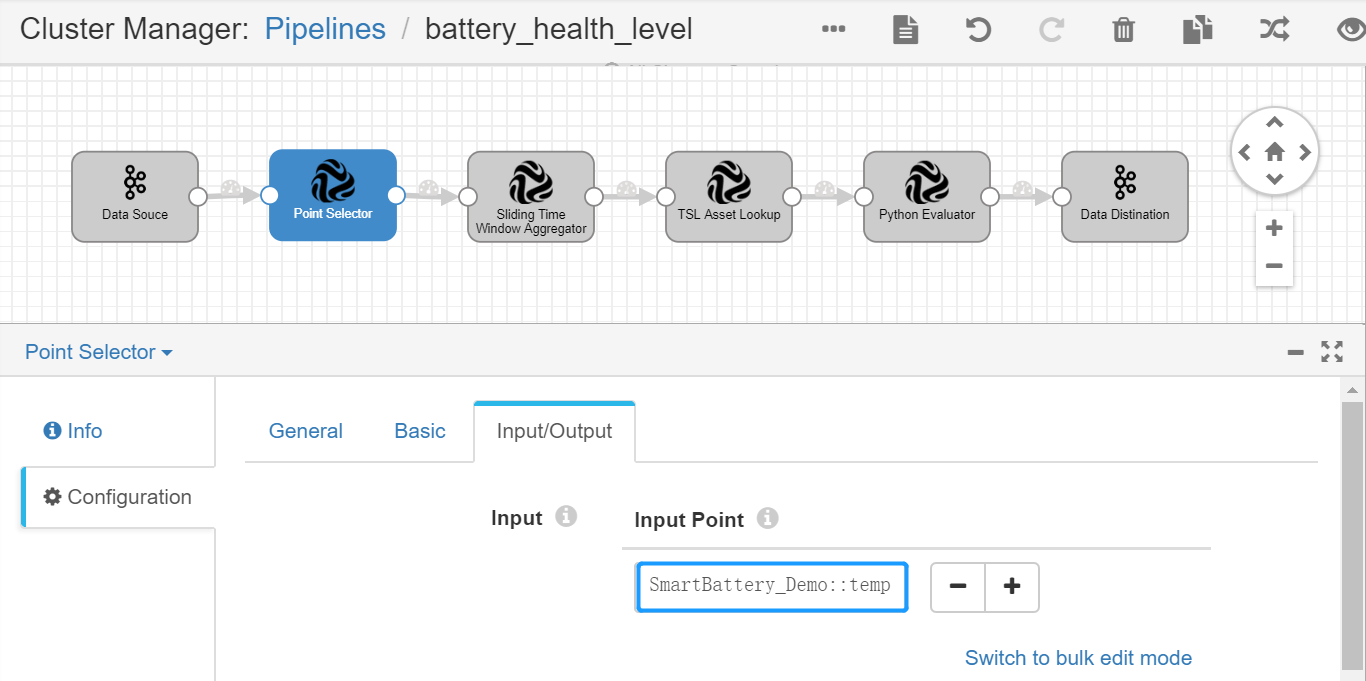 Cluster Manager: Pipelines / battery_health_level
Data Souce
Point Selector
Sliding Time
Window Aggregator
TSL Asset Lookup
Python Evaluator
Data Distination
Point Selector
Info
Configuration
General
Basic
Input/Output
Input
Input Point
SmartBattery_Demo::temp
Switch to bulk edit mode